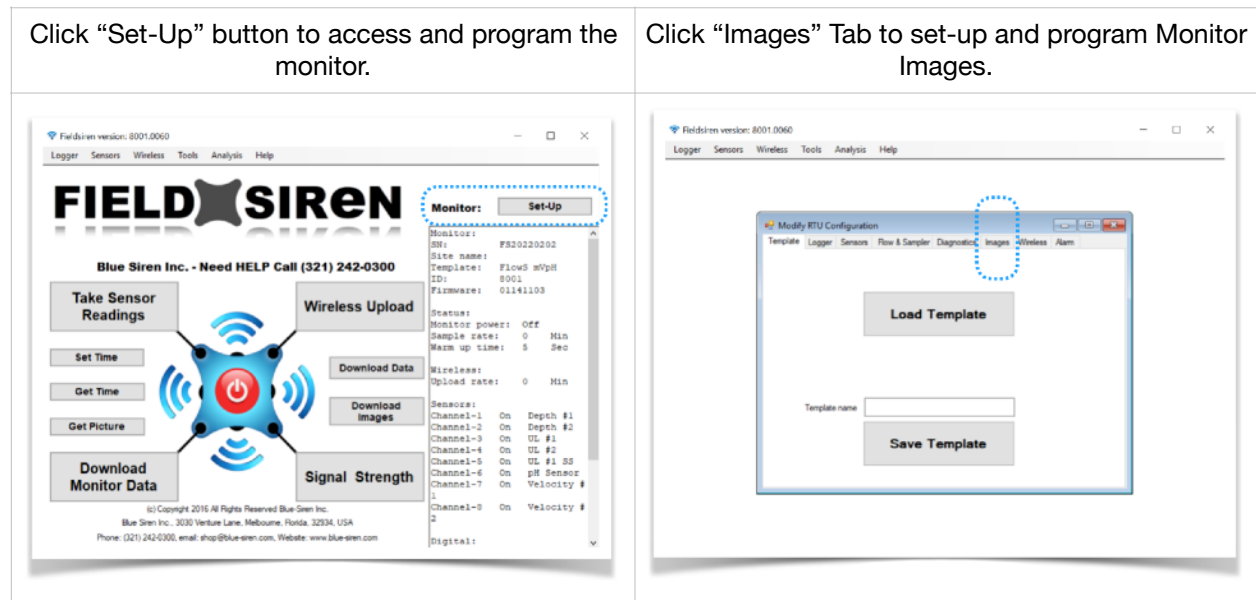 Click “Set-Up” button to access and program the
monitor.
Click “Images” Tab to set-up and program Monitor
Images.
Fieldsiren version: 8001.0060
Logger Sensors Wireless Tools Analysis Help
FIELD SIReN
Blue Siren Inc. - Need HELP Call (321) 242-0300
Take Sensor
Readings
Wireless Upload
Set Time
Get Time
Get Picture
Download Data
Download
Images
Download
Monitor Data
Signal Strength
(c) Copyright 2016 All Rights Reserved Blue-Siren Inc.
Blue Siren Inc., 3030 Venture Lane, Melbourne, Florida, 32934, USA
Phone: (321) 242-0300, email: shop@blue-siren.com, Website: www.blue-siren.com
Monitor: Set-Up
Monitor:
SN: FS20220202
Site name:
Template: FlowS mVpH
ID: 8001
Firmware: 01141103
Status:
Monitor power: Off
Sample rate: 0 Min
Warm up time: 5 Sec
Wireless:
Upload rate: 0 Min
Sensors:
Channel-1 On Depth #1
Channel-2 On Depth #2
Channel-3 On UL #1
Channel-4 On UL #2
Channel-5 On UL #1 SS
Channel-6 On pH Sensor
Channel-7 On Velocity #
1
Channel-8 On Velocity #
2
Digital:
Fieldsiren version: 8001.0060
Logger Sensors Wireless Tools Analysis Help
Modify RTU Configuration
Template Logger Sensors Flow & Sampler Diagnostics Images Wireless Alarm
Load Template
Template name
Save Template